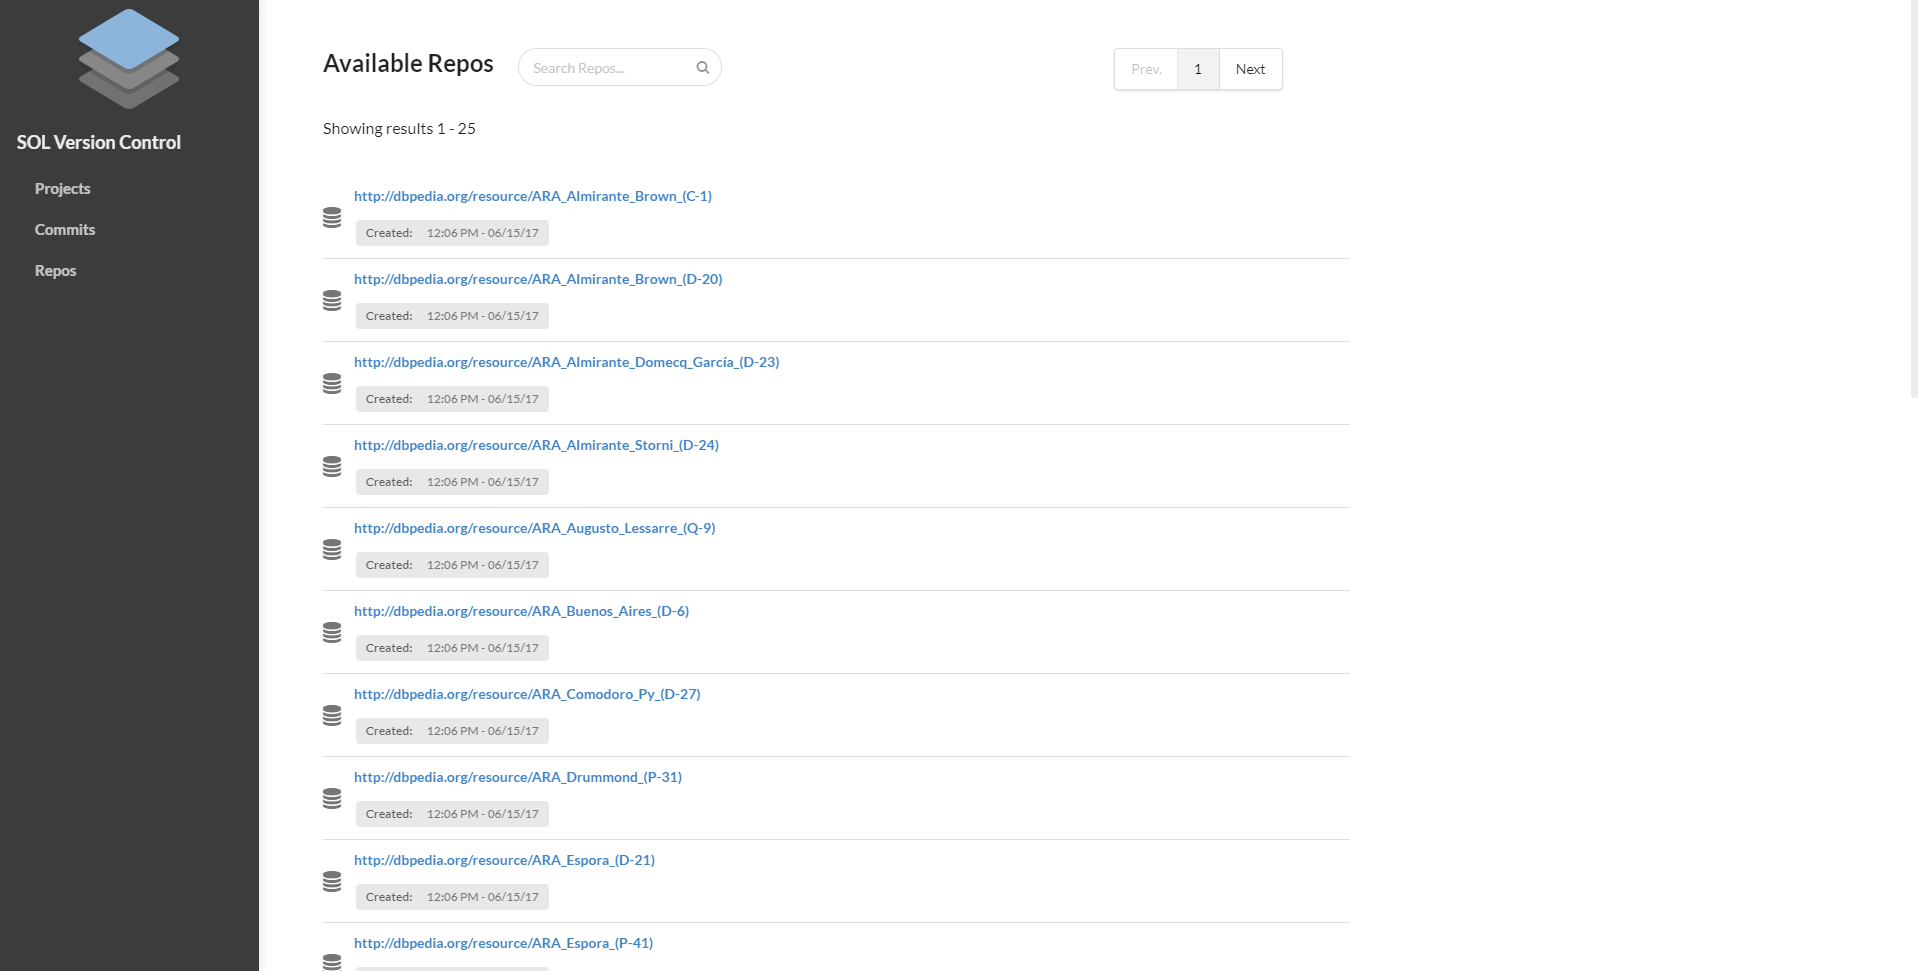 SOL Version Control
Projects
Commits
Repos
Available Repos
Search Repos...
Prev. 1 Next
Showing results 1 - 25
http://dbpedia.org/resource/ARA_Almirante_Brown_(C-1)
Created: 12:06 PM - 06/15/17
http://dbpedia.org/resource/ARA_Almirante_Brown_(D-20)
Created: 12:06 PM - 06/15/17
http://dbpedia.org/resource/ARA_Almirante_Domecq_García_(D-23)
Created: 12:06 PM - 06/15/17
http://dbpedia.org/resource/ARA_Almirante_Storni_(D-24)
Created: 12:06 PM - 06/15/17
http://dbpedia.org/resource/ARA_Augusto_Lessarre_(Q-9)
Created: 12:06 PM - 06/15/17
http://dbpedia.org/resource/ARA_Buenos_Aires_(D-6)
Created: 12:06 PM - 06/15/17
http://dbpedia.org/resource/ARA_Comodoro_Py_(D-27)
Created: 12:06 PM - 06/15/17
http://dbpedia.org/resource/ARA_Drummond_(P-31)
Created: 12:06 PM - 06/15/17
http://dbpedia.org/resource/ARA_Espora_(D-21)
Created: 12:06 PM - 06/15/17
http://dbpedia.org/resource/ARA_Espora_(P-41)